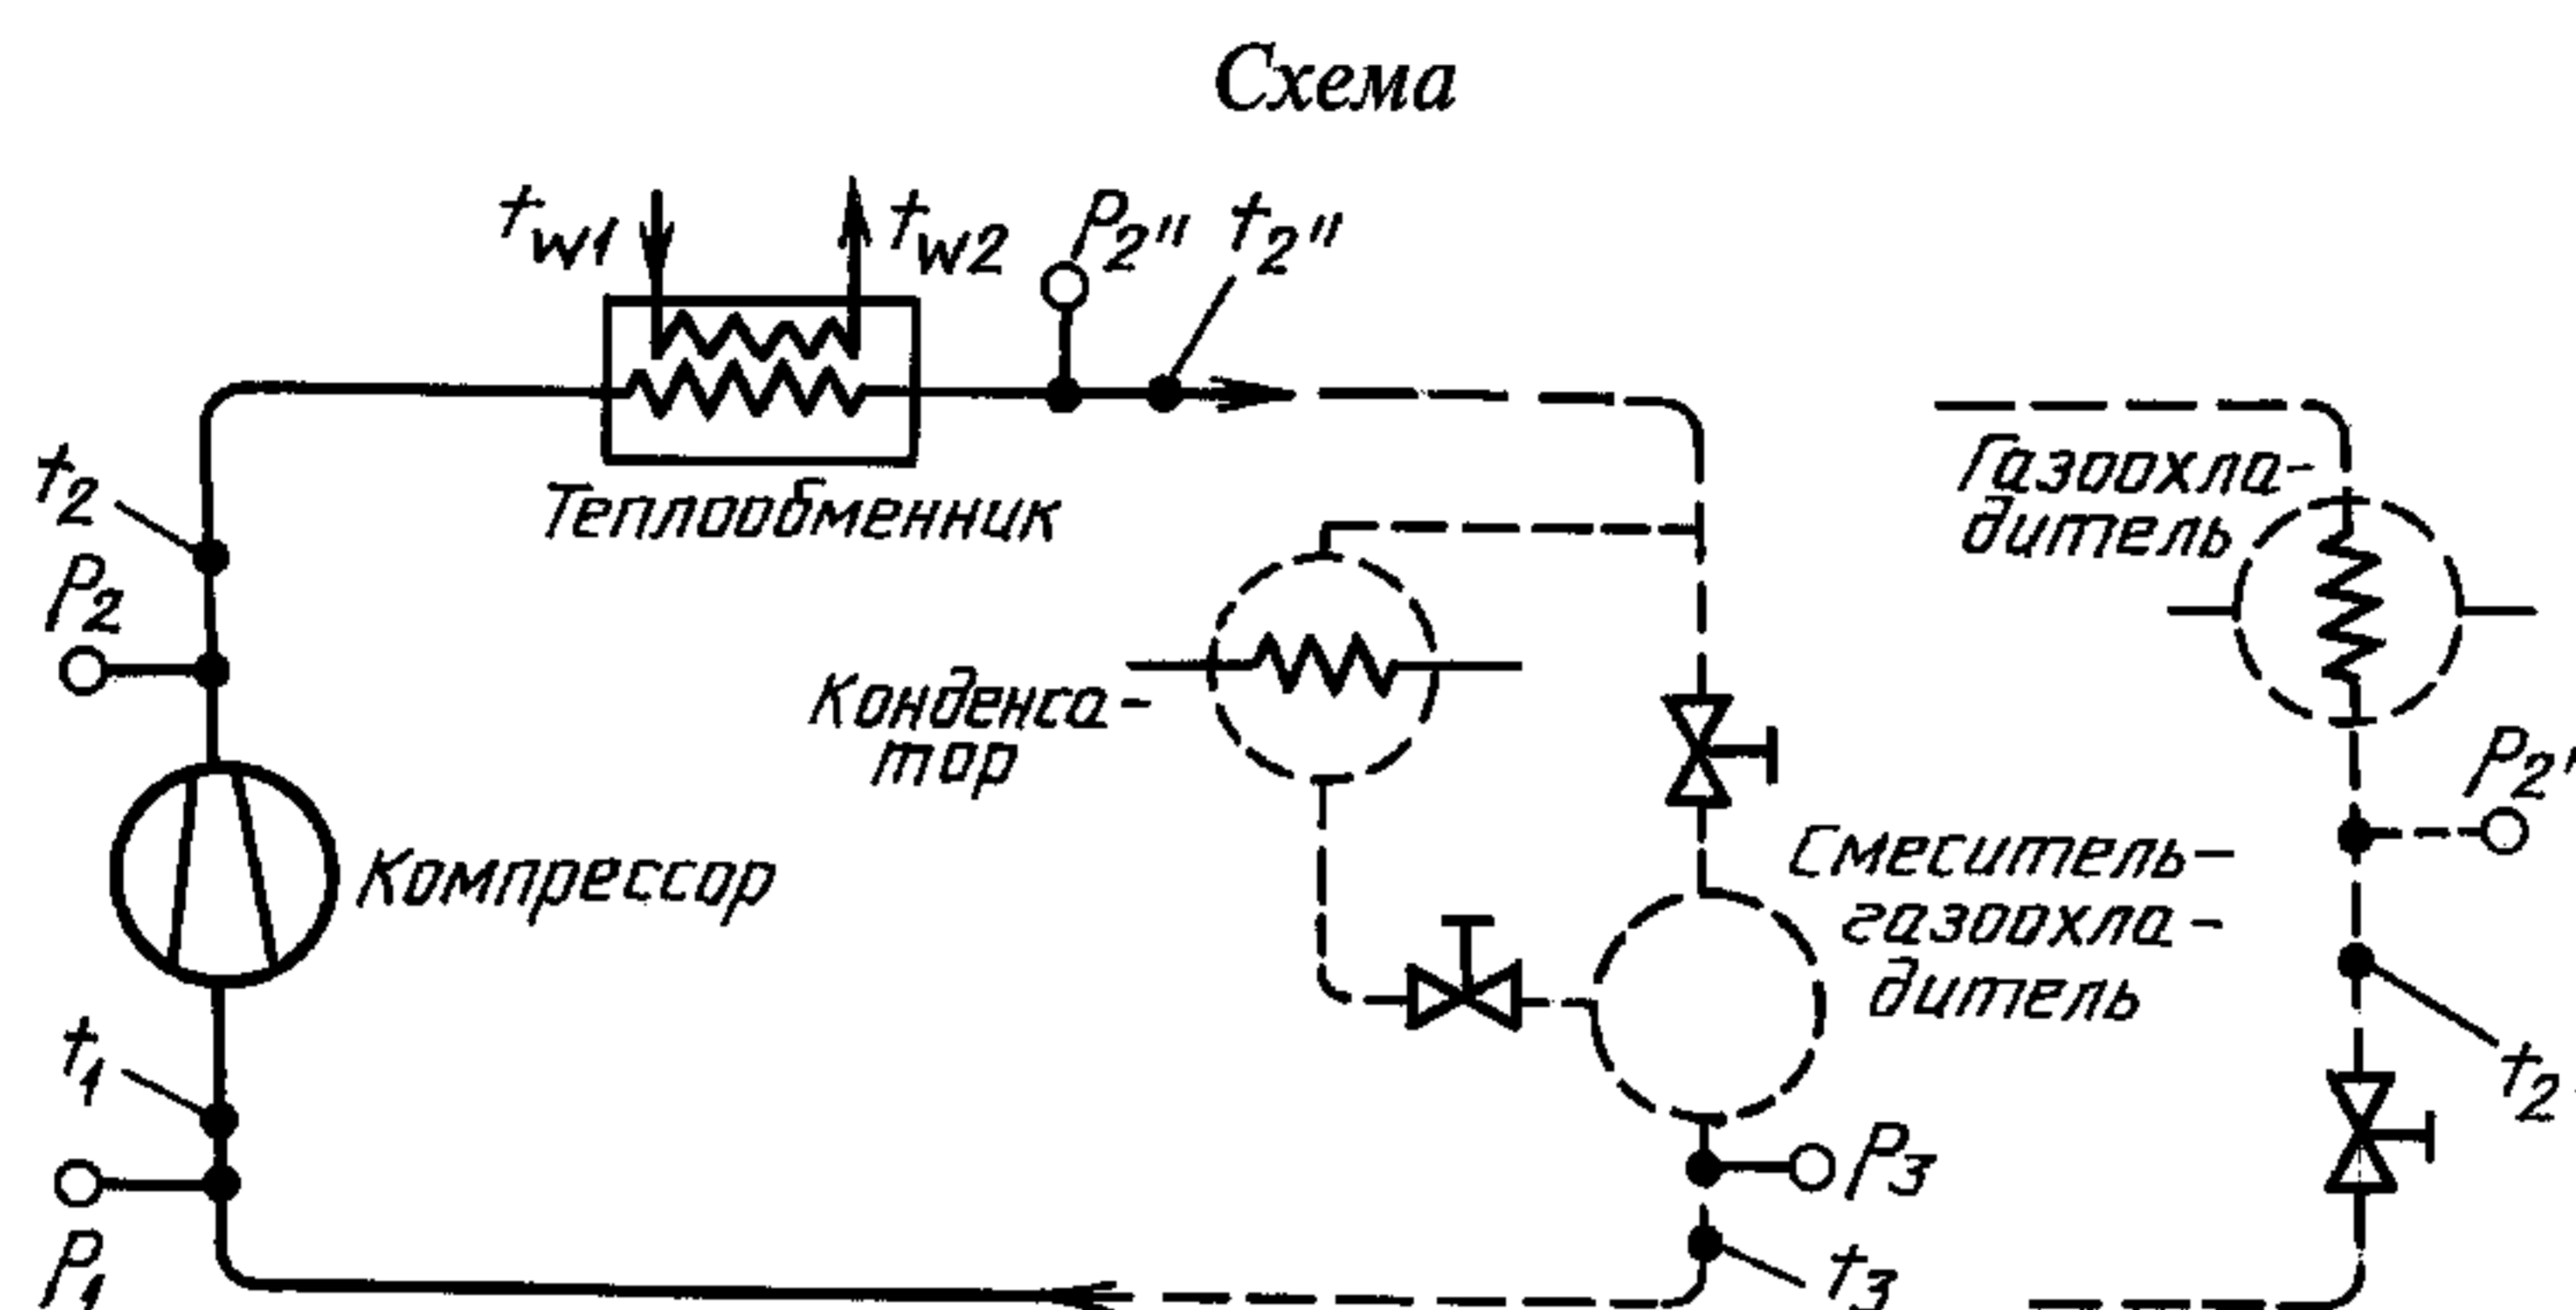 Схема
tw1
tw2
P2"
t2"
Теплообменник
Газоохла-
дитель
t2
P2
Конденса-
тор
P2'
Компрессор
Смеситель-
газоохла-
дитель
t1
t2
P3
P1
t3